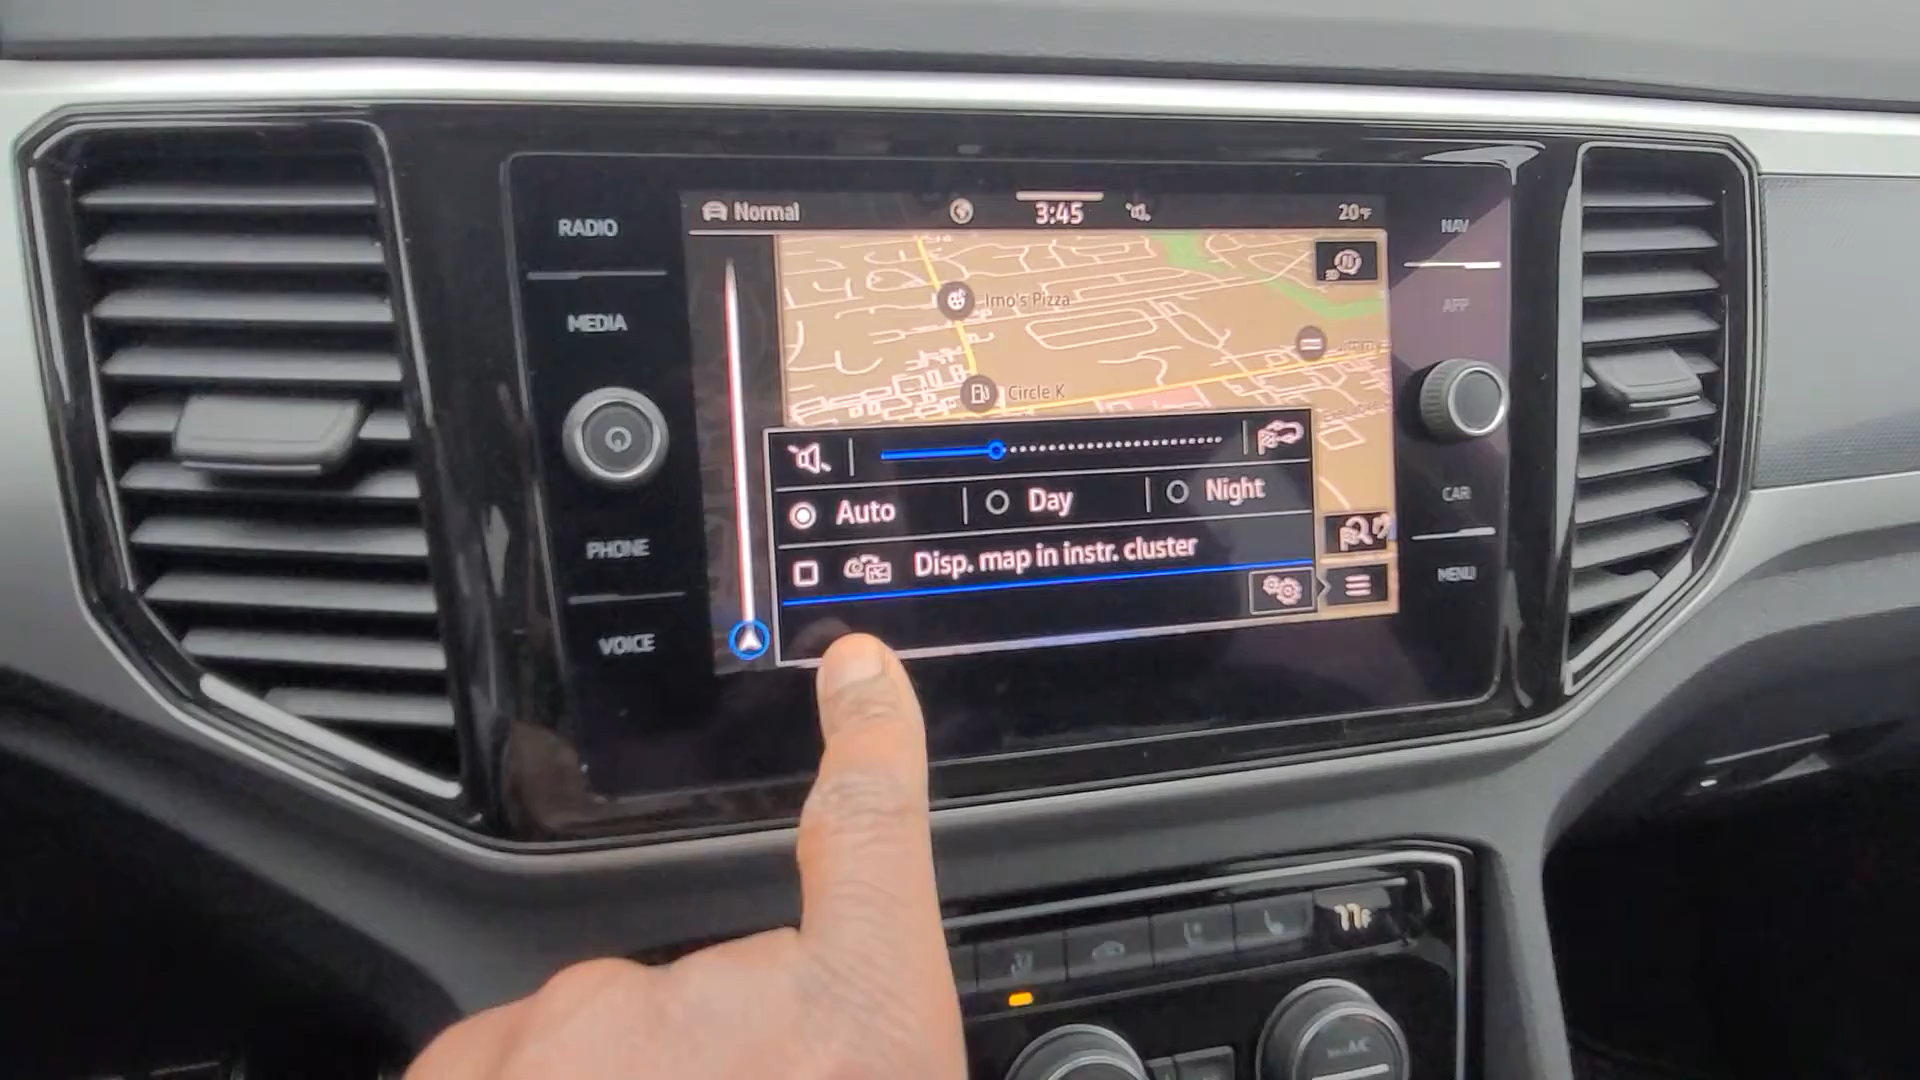 Normal
3:45
20°F
RADIO
MEDIA
PHONE
VOICE
NAV
APP
CAR
MENU
Imo's Pizza
Circle K
Auto
Day
Night
Disp. map in instr. cluster
77F